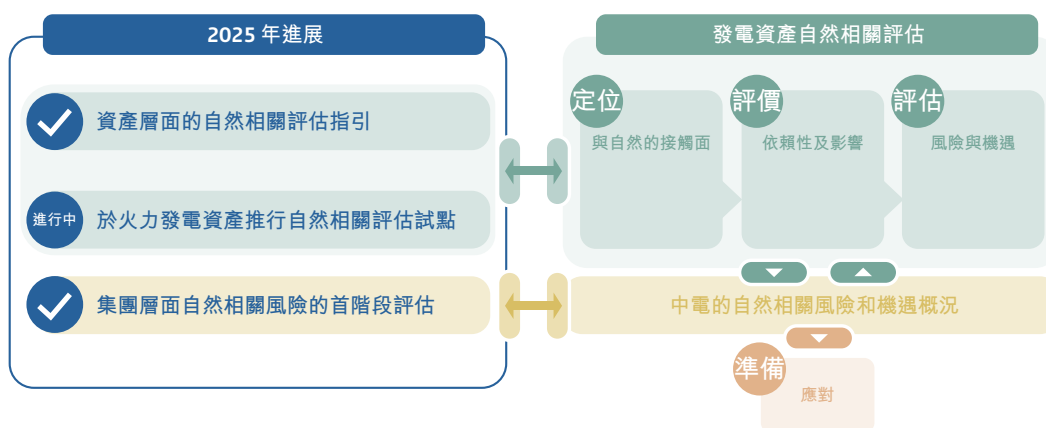 2025 年進展
資產層面的自然相關評估指引
進行中
於火力發電資產推行自然相關評估試點
集團層面自然相關風險的首階段評估
發電資產自然相關評估
定位
與自然的接觸面
評價
依賴性及影響
評估
風險與機遇
中電的自然相關風險和機遇概況
準備
應對